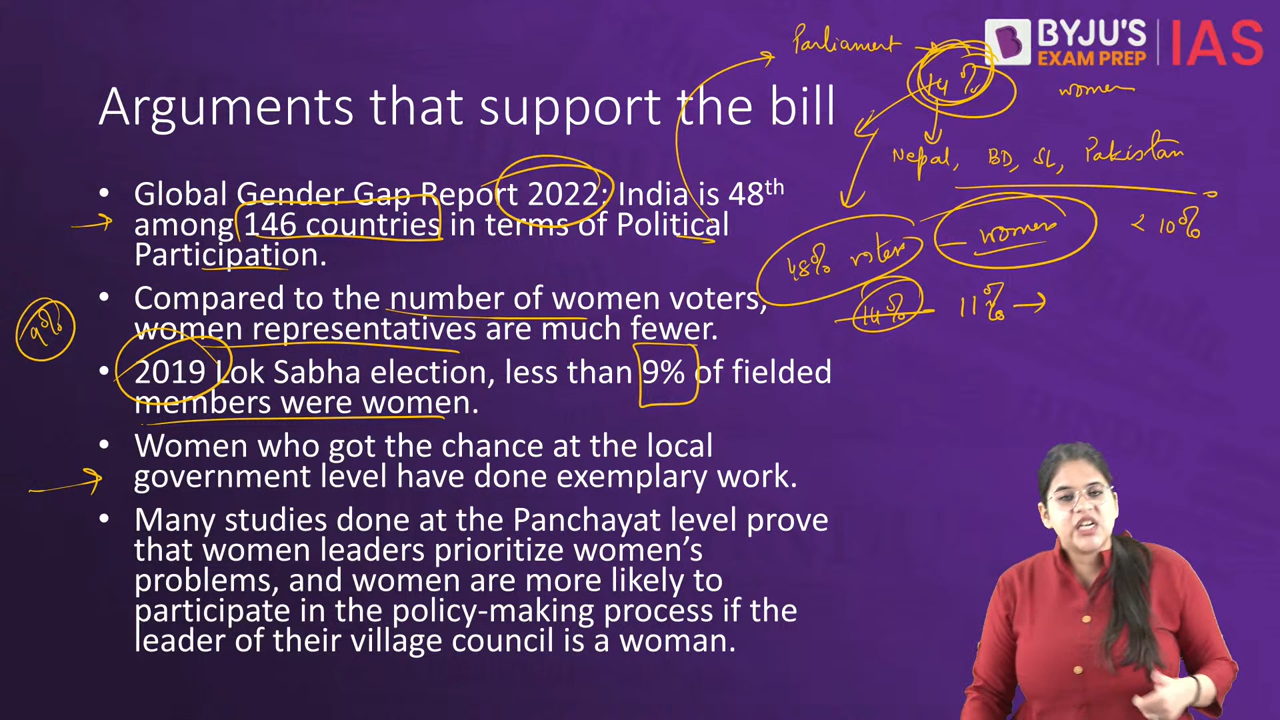 Parliament
BYJU'S
EXAM PREP
IAS
14%
women
Arguments that support the bill
Nepal, BD, SL, Pakistan
• Global Gender Gap Report 2022: India is 48th
among 146 countries in terms of Political
Participation.
48% voters
– women
< 10%
• Compared to the number of women voters,
women representatives are much fewer.
14%
11%
9%
• 2019 Lok Sabha election, less than 9% of fielded
members were women.
• Women who got the chance at the local
government level have done exemplary work.
• Many studies done at the Panchayat level prove
that women leaders prioritize women's
problems, and women are more likely to
participate in the policy-making process if the
leader of their village council is a woman.